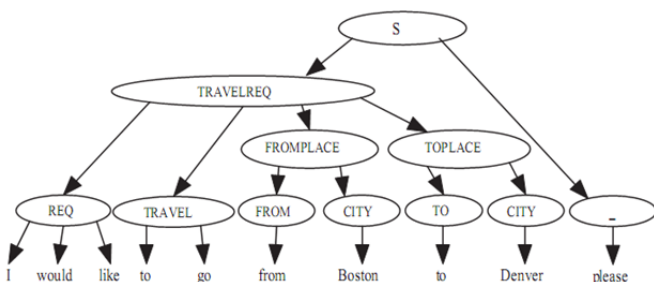 S
TRAVELREQ
FROMPLACE TOPLACE
REQ TRAVEL FROM CITY TO CITY _
I would like to go from Boston to Denver please